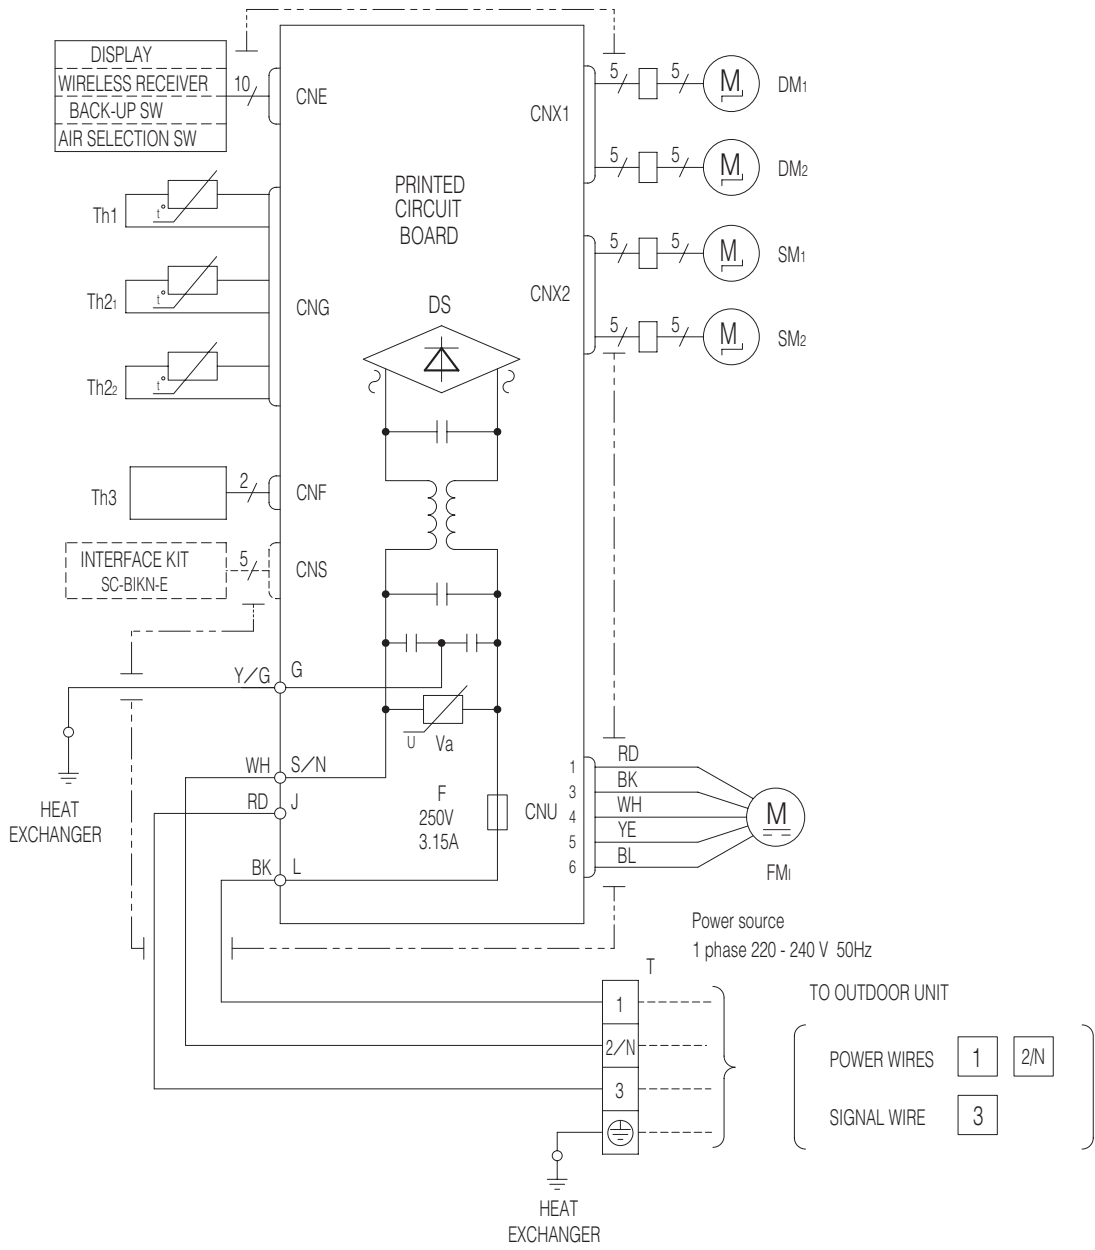 DISPLAY
WIRELESS RECEIVER
BACK-UP SW
AIR SELECTION SW
10
CNE
Th1
t°
Th2₁
t°
CNG
Th2₂
t°
Th3
2
CNF
INTERFACE KIT
SC-BIKN-E
5
CNS
PRINTED
CIRCUIT
BOARD
DS
CNX1
5 5
M
DM1
5 5
M
DM2
CNX2
5 5
M
SM1
5 5
M
SM2
Y/G
G
HEAT
EXCHANGER
U
Va
WH
S/N
RD
J
BK
L
F
250V
3.15A
CNU
1
RD
3
BK
4
WH
5
YE
6
BL
M
FMI
Power source
1 phase 220 - 240 V 50Hz
T
1
2/N
3
HEAT
EXCHANGER
TO OUTDOOR UNIT
POWER WIRES 1 2/N
SIGNAL WIRE 3